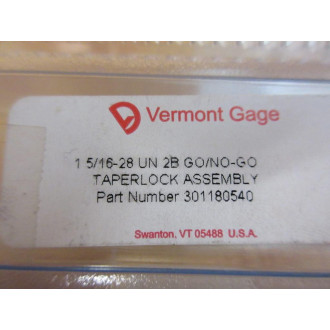 Vermont Gage
1 5/16-28 UN 2B GO/NO-GO
TAPERLOCK ASSEMBLY
Part Number 301180540
Swanton, VT 05488 U.S.A.